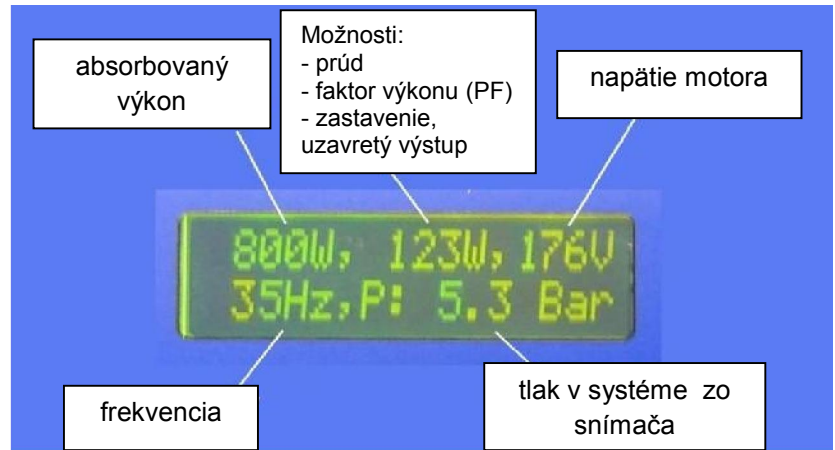 absorbovaný
výkon
Možnosti:
- prúd
- faktor výkonu (PF)
- zastavenie,
uzavretý výstup
napätie motora
800W, 123W,176V
35Hz,P: 5.3 Bar
frekvencia
tlak v systéme zo
snímača